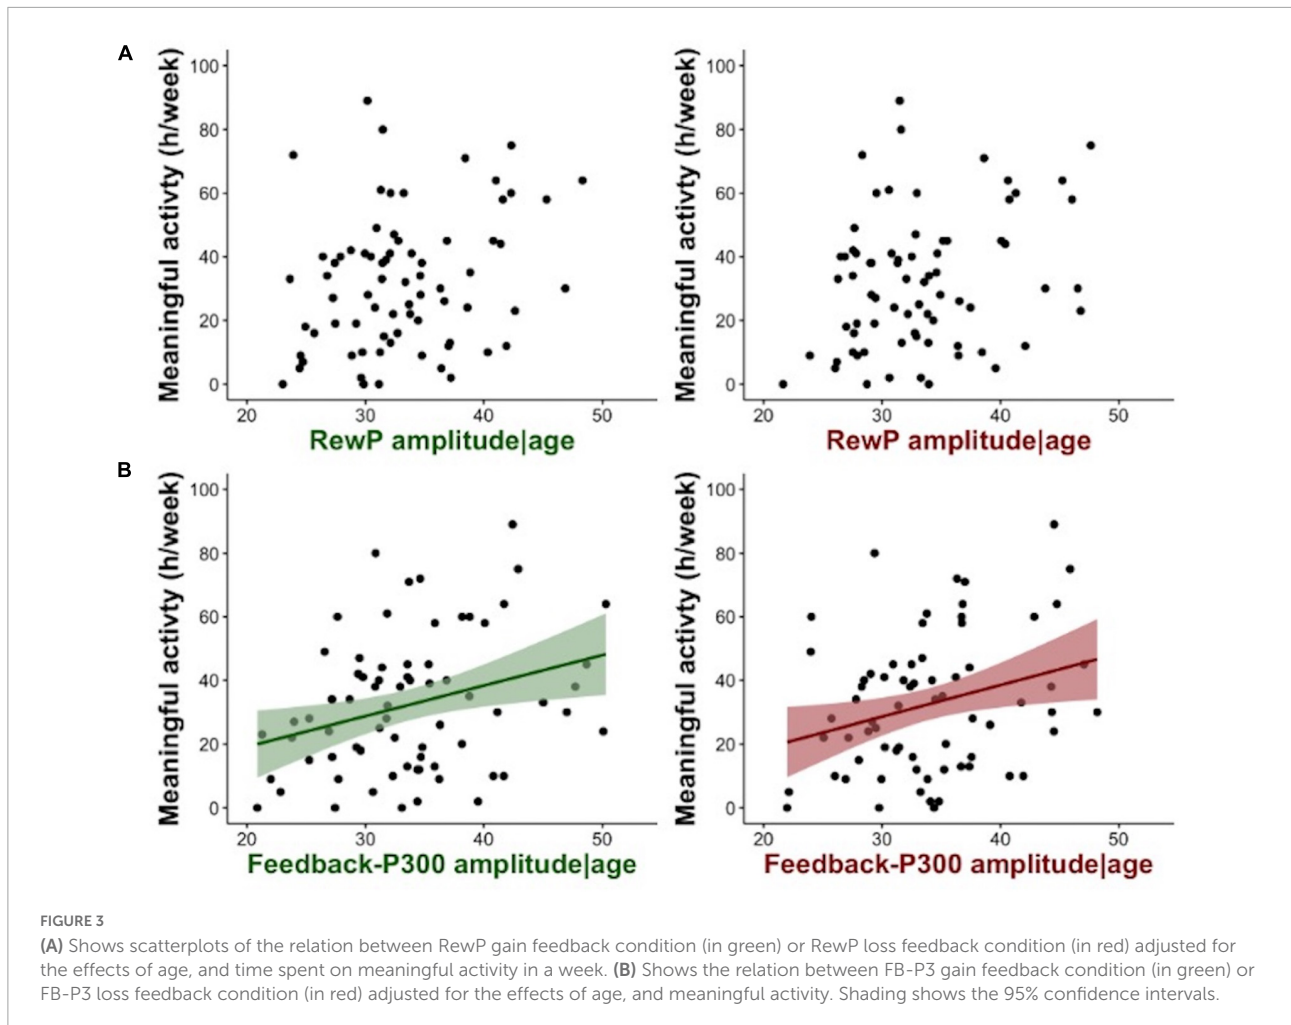 A
Meaningful activty (h/week)
100
80
60
40
20
0
20 30 40 50
RewP amplitude|age
Meaningful activty (h/week)
100
80
60
40
20
0
20 30 40 50
RewP amplitude|age
B
Meaningful activty (h/week)
100
80
60
40
20
0
20 30 40 50
Feedback-P300 amplitude|age
Meaningful activty (h/week)
100
80
60
40
20
0
20 30 40 50
Feedback-P300 amplitude|age
FIGURE 3
(A) Shows scatterplots of the relation between RewP gain feedback condition (in green) or RewP loss feedback condition (in red) adjusted for
the effects of age, and time spent on meaningful activity in a week. (B) Shows the relation between FB-P3 gain feedback condition (in green) or
FB-P3 loss feedback condition (in red) adjusted for the effects of age, and meaningful activity. Shading shows the 95% confidence intervals.